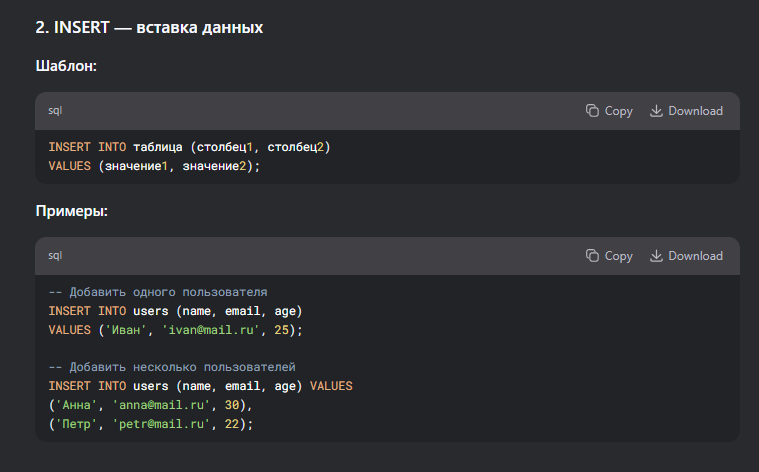 2. INSERT — вставка данных
Шаблон:
sql
Copy
Download
INSERT INTO таблица (столбец1, столбец2)
VALUES (значение1, значение2);
Примеры:
sql
Copy
Download
-- Добавить одного пользователя
INSERT INTO users (name, email, age)
VALUES ('Иван', 'ivan@mail.ru', 25);
-- Добавить несколько пользователей
INSERT INTO users (name, email, age) VALUES
('Анна', 'anna@mail.ru', 30),
('Петр', 'petr@mail.ru', 22);